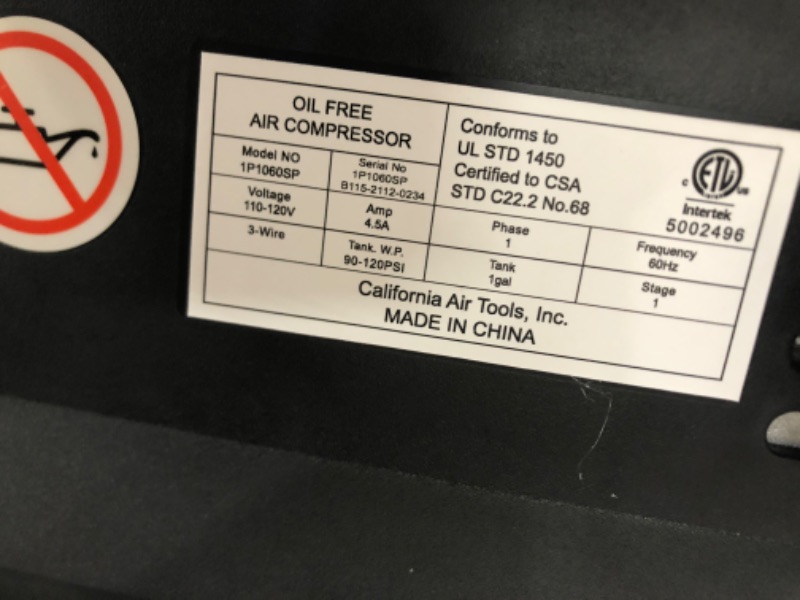 OIL FREE
AIR COMPRESSOR
Model NO
1P1060SP
Serial No
1P1060SP
B115-2112-0234
Voltage
110-120V
Amp
4.5A
3-Wire
Tank. W.P.
90-120PSI
Conforms to
UL STD 1450
Certified to CSA
STD C22.2 No.68
C ETL US
Intertek
5002496
Phase
1
Frequency
60Hz
Tank
1gal
Stage
1
California Air Tools, Inc.
MADE IN CHINA